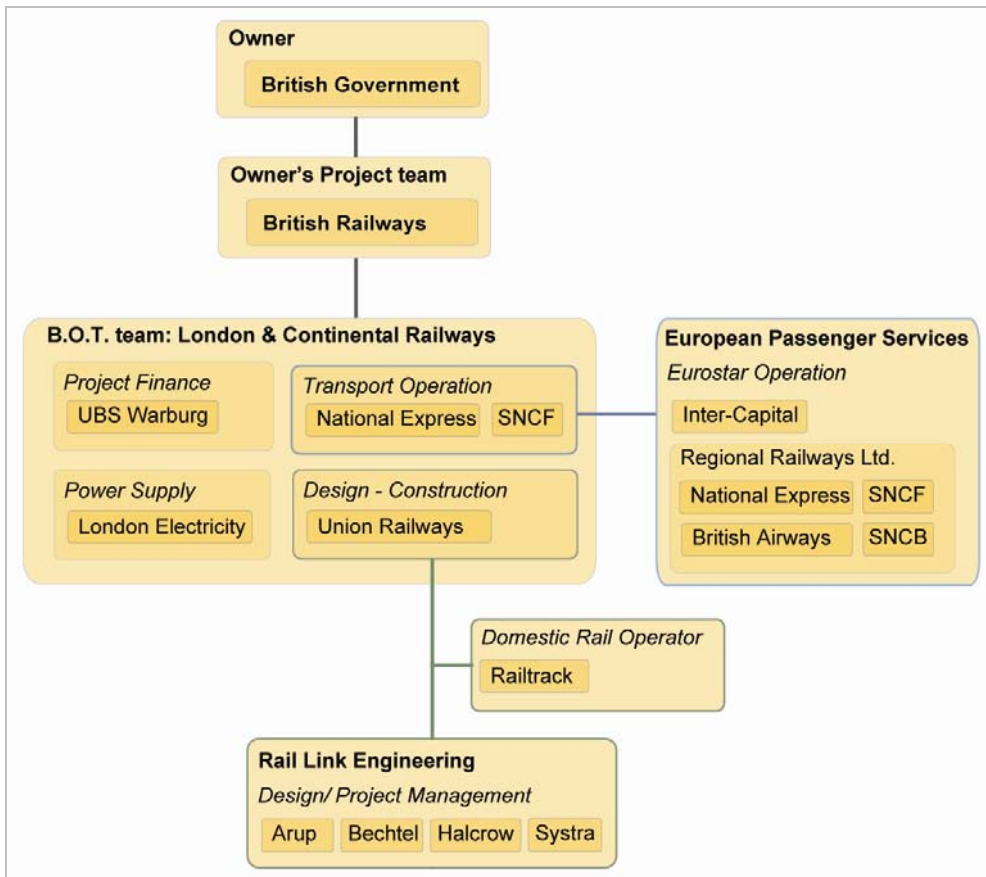 Owner
British Government
Owner's Project team
British Railways
B.O.T. team: London & Continental Railways
Project Finance
UBS Warburg
Transport Operation
National Express SNCF
Power Supply
London Electricity
Design - Construction
Union Railways
European Passenger Services
Eurostar Operation
Inter-Capital
Regional Railways Ltd.
National Express SNCF
British Airways SNCB
Domestic Rail Operator
Railtrack
Rail Link Engineering
Design/ Project Management
Arup Bechtel Halcrow Systra